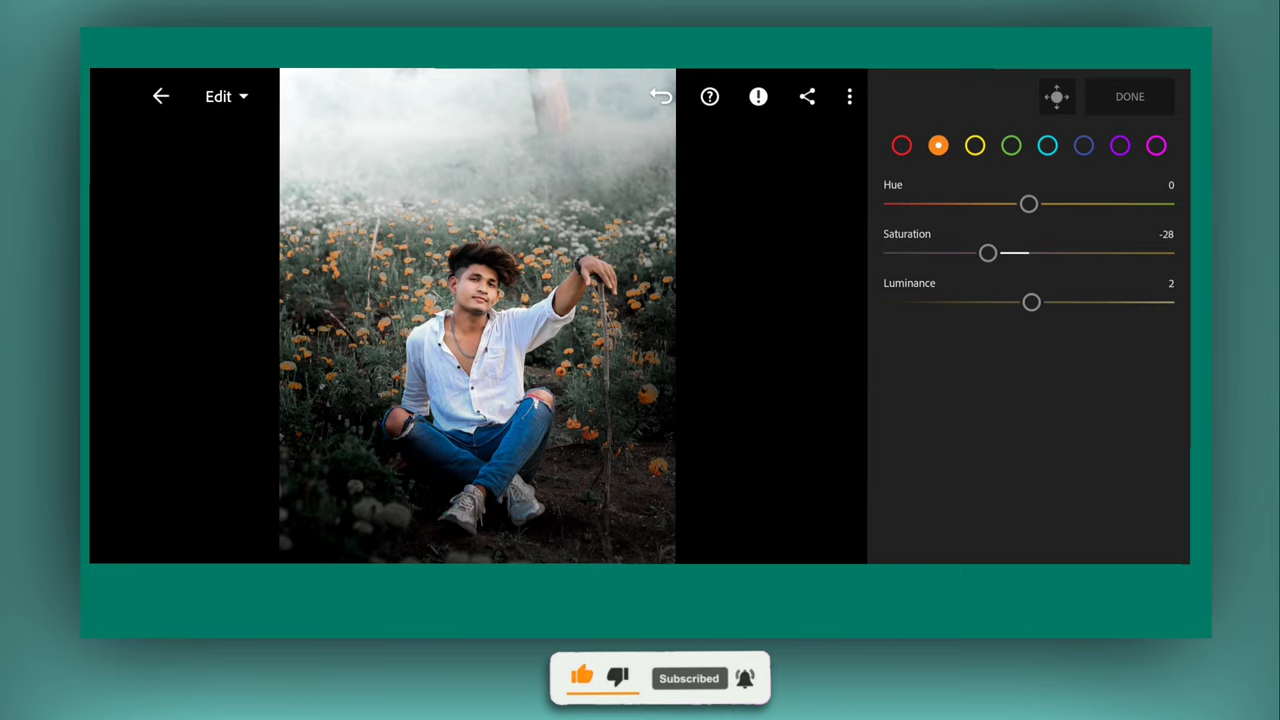 Edit
DONE
Hue 0
Saturation -28
Luminance 2
Subscribed